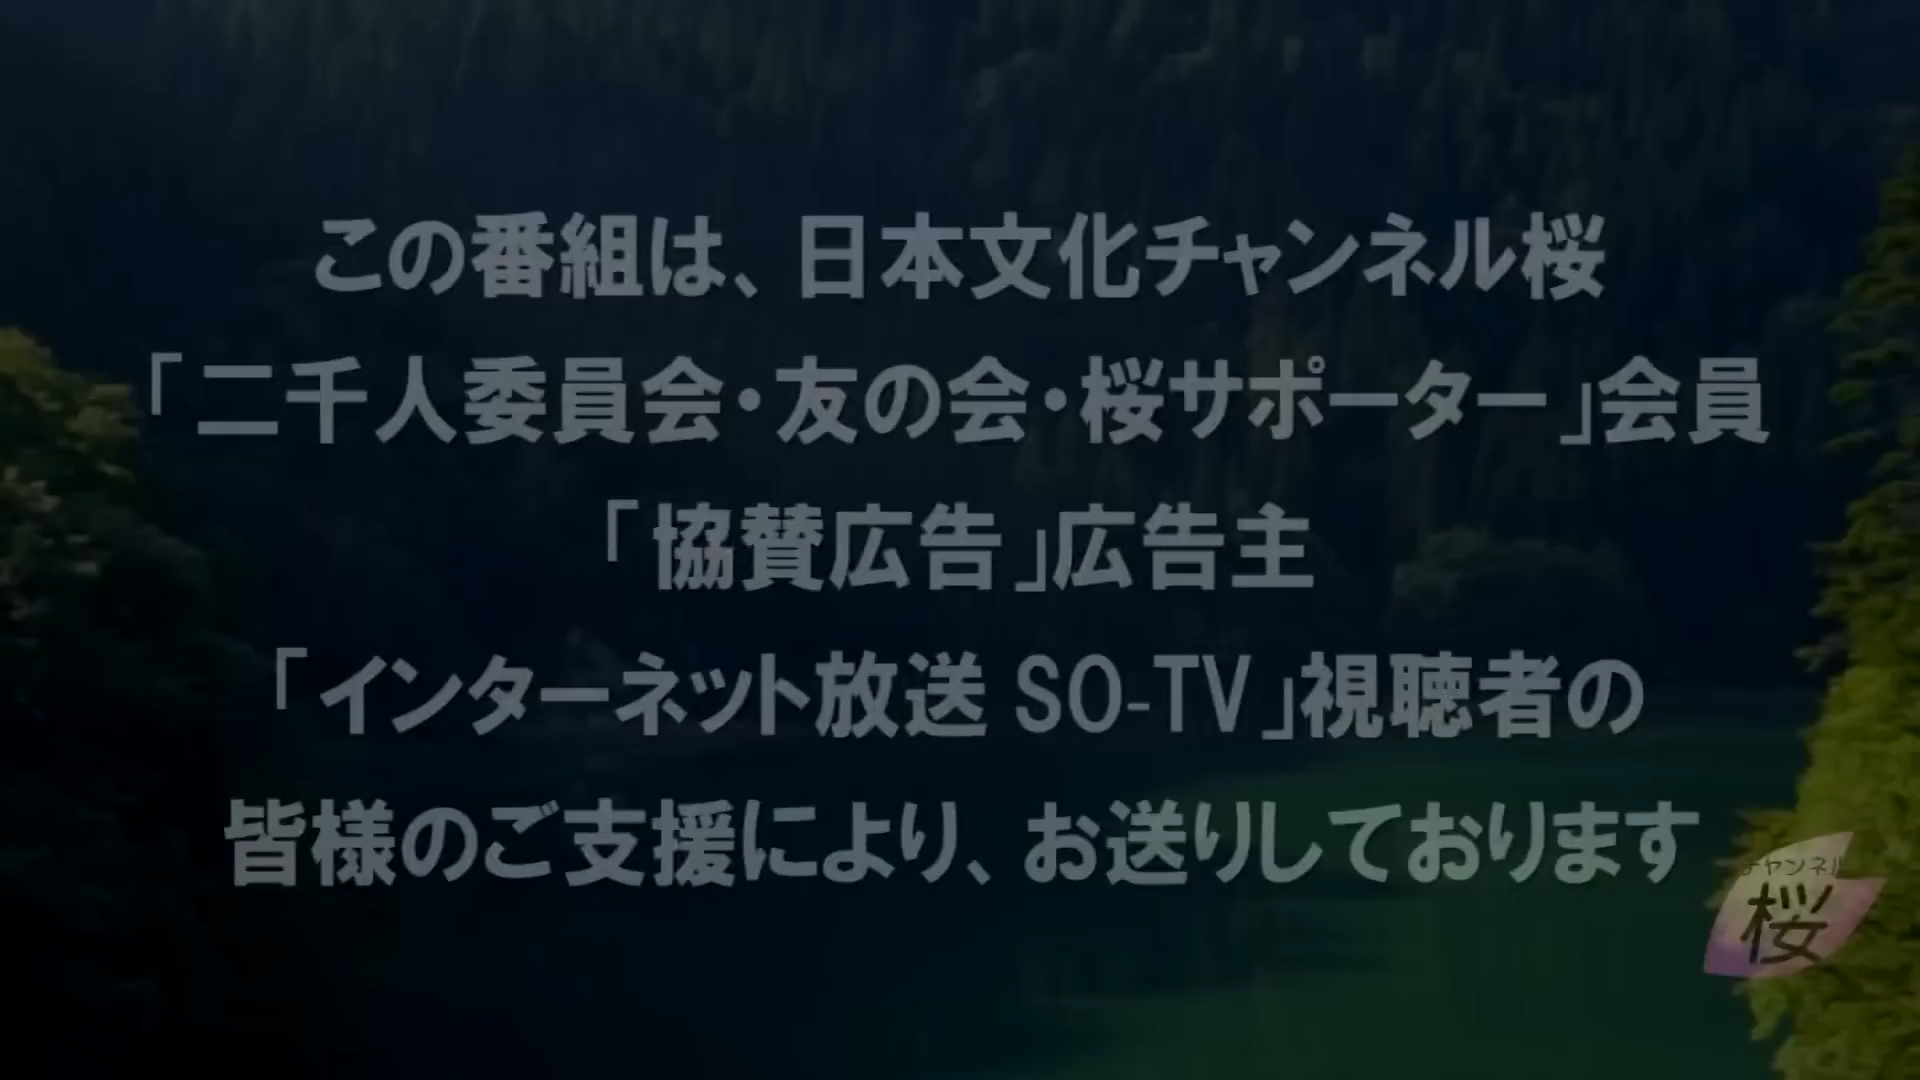 この番組は、日本文化チャンネル桜
「二千人委員会・友の会・桜サポーター」会員
「協賛広告」広告主
「インターネット放送 SO-TV」視聴者の
皆様のご支援により、お送りしております
チャンネル
桜